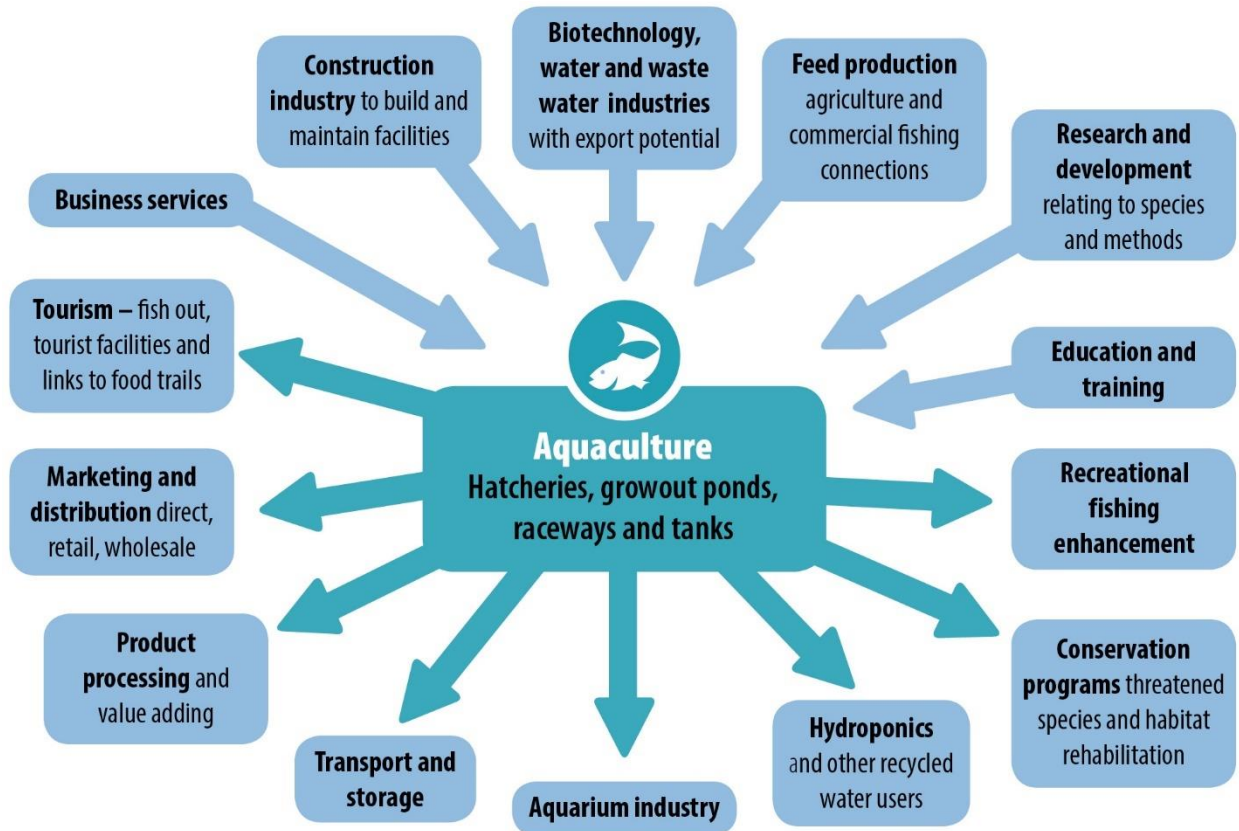 Biotechnology,
water and waste
water industries
with export potential
Construction
industry to build and
maintain facilities
Feed production
agriculture and
commercial fishing
connections
Research and
development
relating to species
and methods
Business services
Tourism – fish out,
tourist facilities and
links to food trails
Education and
training
Aquaculture
Hatcheries, growout ponds,
raceways and tanks
Marketing and
distribution direct,
retail, wholesale
Recreational
fishing
enhancement
Product
processing and
value adding
Conservation
programs threatened
species and habitat
rehabilitation
Transport and
storage
Aquarium industry
Hydroponics
and other recycled
water users